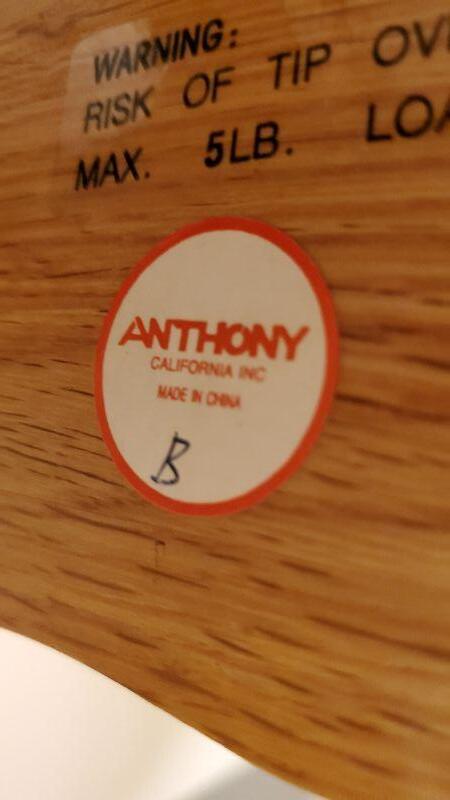 WARNING:
RISK OF TIP
MAX. 5LB.
ANTHONY
CALIFORNIA INC
MADE IN CHINA
B